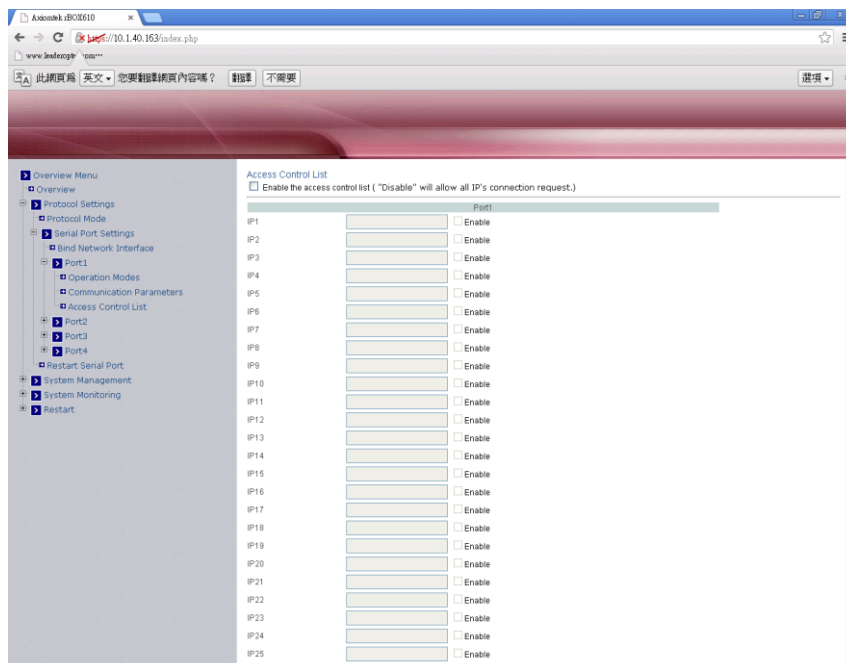 Axiomtek rBOX610
https://10.1.40.163/index.php
此網頁為 英文 您要翻譯網頁內容嗎? 翻譯 不需要 選項
Overview Menu
Overview
Protocol Settings
Protocol Mode
Serial Port Settings
Bind Network Interface
Port1
Operation Modes
Communication Parameters
Access Control List
Port2
Port3
Port4
Restart Serial Port
System Management
System Monitoring
Restart
Access Control List
Enable the access control list ( "Disable" will allow all IP's connection request.)
Port1
IP1 Enable
IP2 Enable
IP3 Enable
IP4 Enable
IP5 Enable
IP6 Enable
IP7 Enable
IP8 Enable
IP9 Enable
IP10 Enable
IP11 Enable
IP12 Enable
IP13 Enable
IP14 Enable
IP15 Enable
IP16 Enable
IP17 Enable
IP18 Enable
IP19 Enable
IP20 Enable
IP21 Enable
IP22 Enable
IP23 Enable
IP24 Enable
IP25 Enable